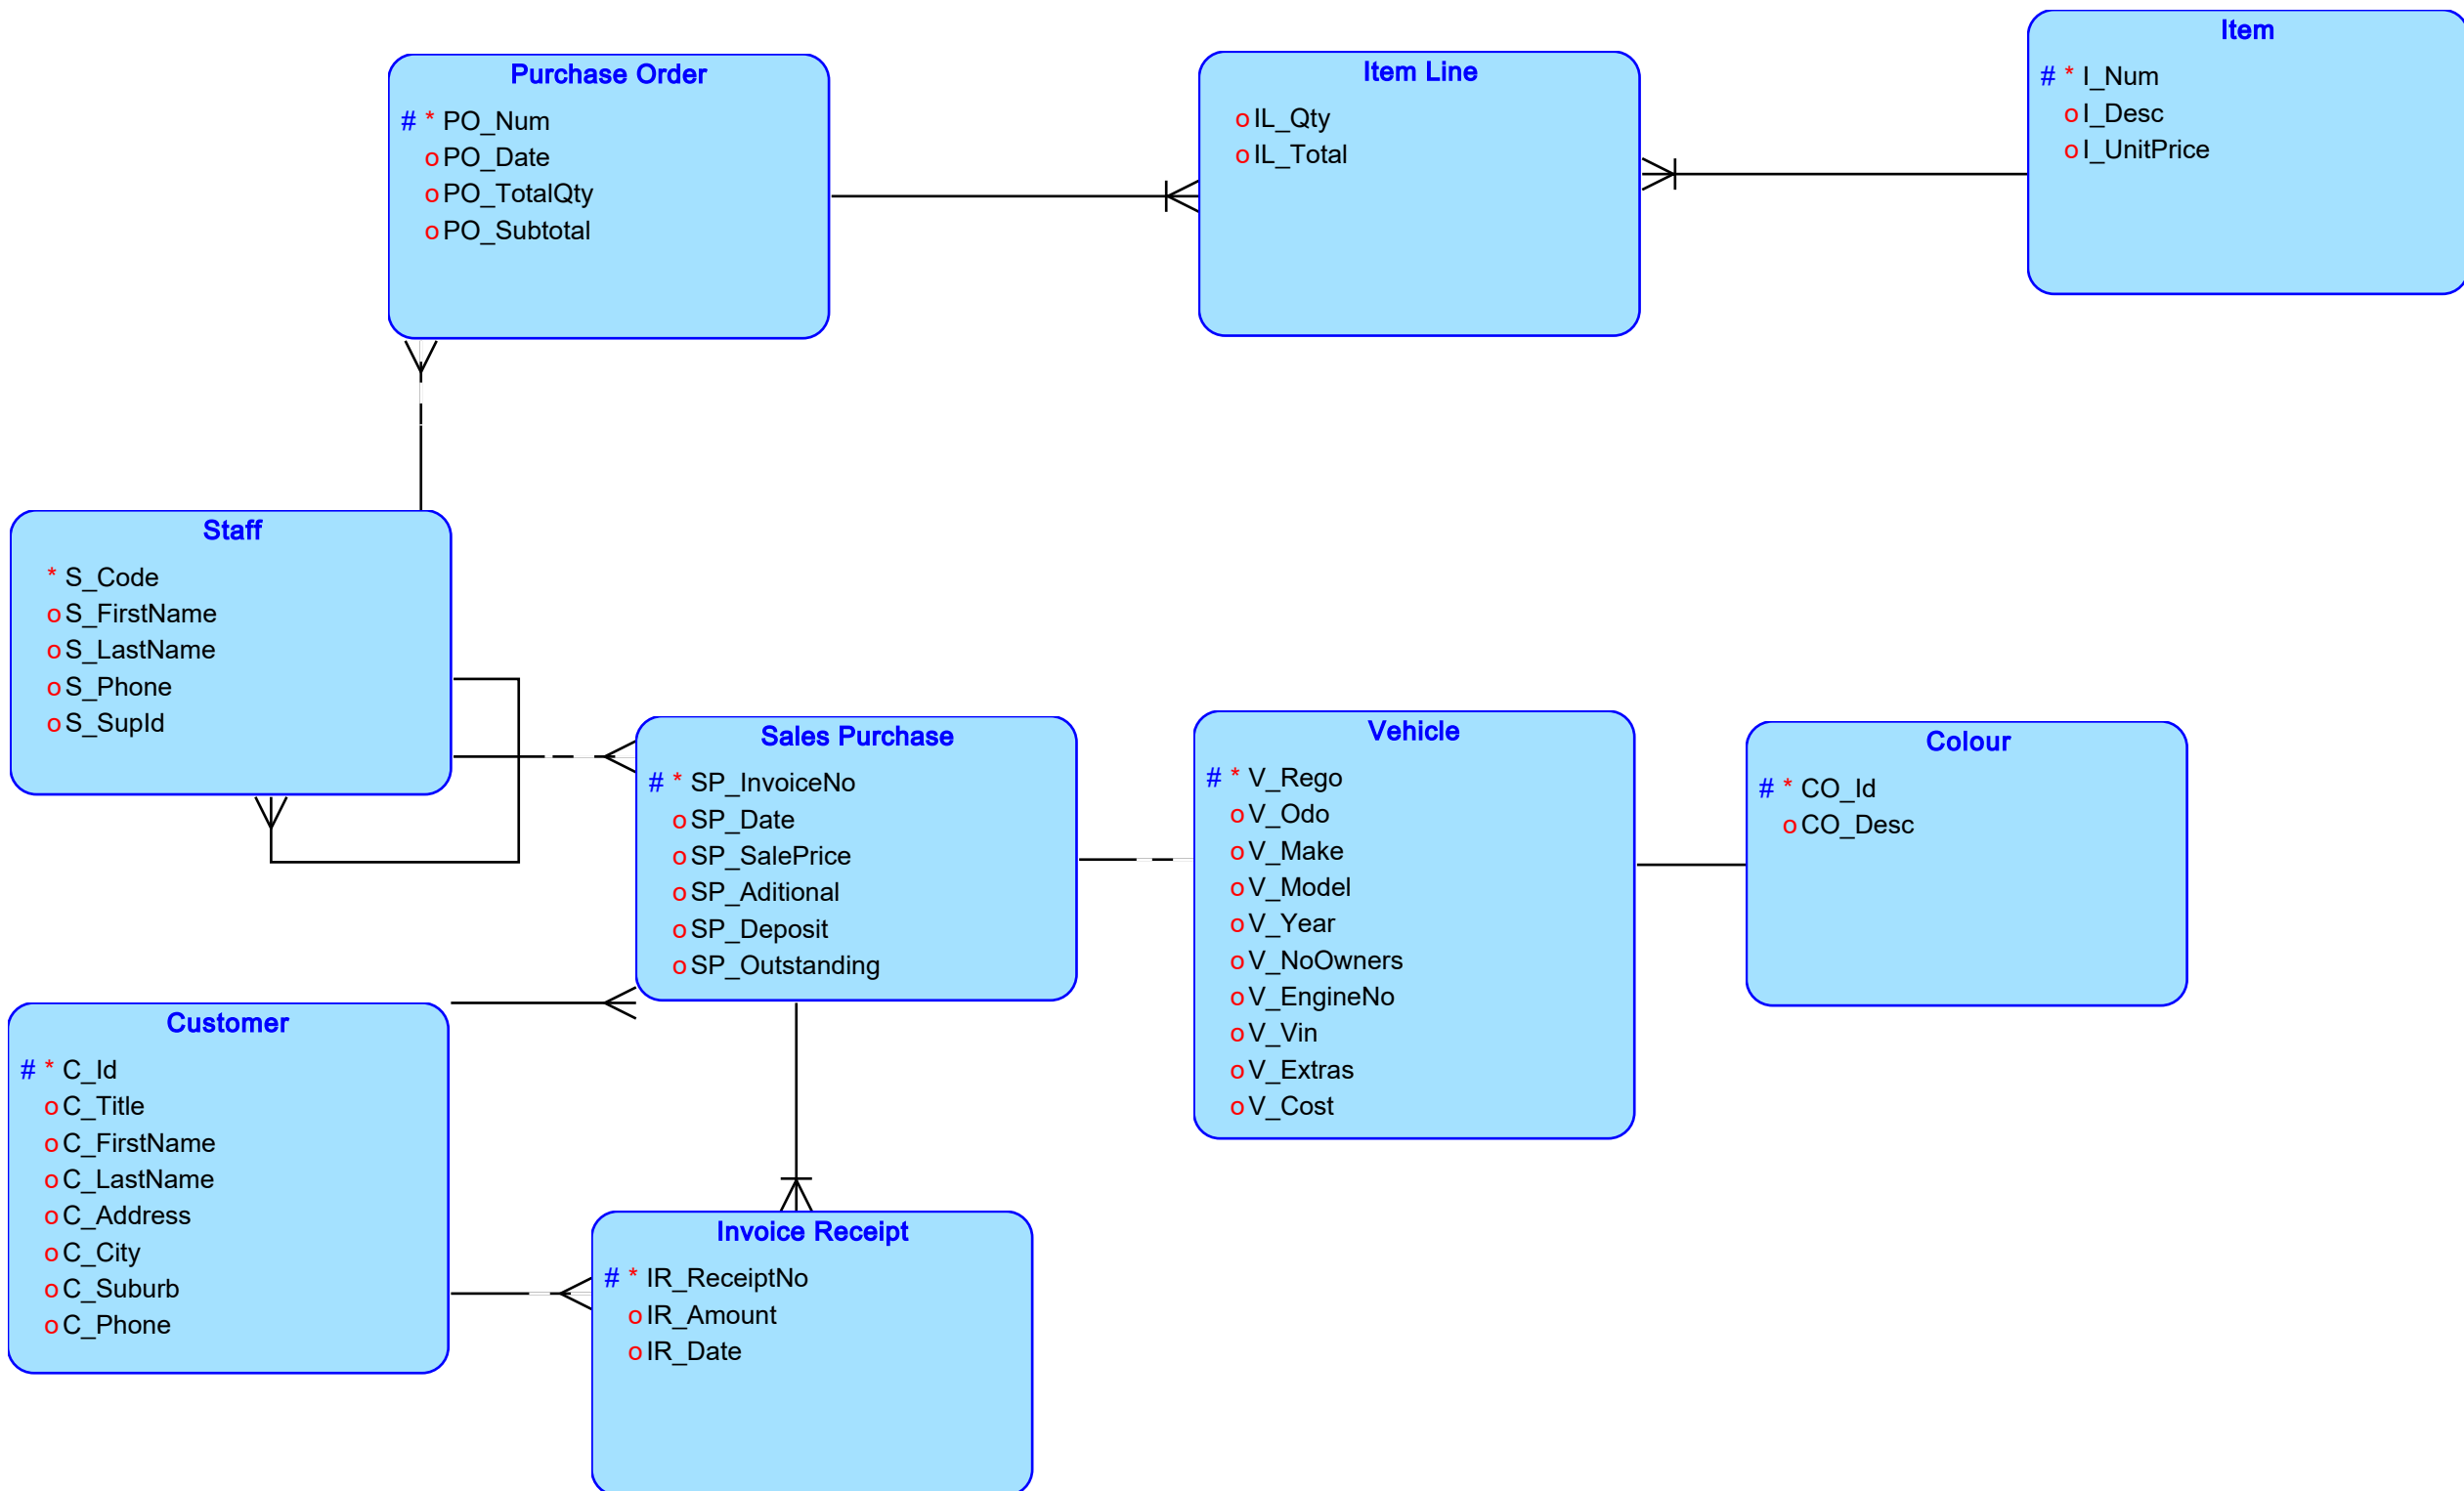 Purchase Order
# * PO_Num
o PO_Date
o PO_TotalQty
o PO_Subtotal
Item Line
o IL_Qty
o IL_Total
Item
# * I_Num
o I_Desc
o I_UnitPrice
Staff
* S_Code
o S_FirstName
o S_LastName
o S_Phone
o S_SupId
Sales Purchase
# * SP_InvoiceNo
o SP_Date
o SP_SalePrice
o SP_Aditional
o SP_Deposit
o SP_Outstanding
Vehicle
# * V_Rego
o V_Odo
o V_Make
o V_Model
o V_Year
o V_NoOwners
o V_EngineNo
o V_Vin
o V_Extras
o V_Cost
Colour
# * CO_Id
o CO_Desc
Customer
# * C_Id
o C_Title
o C_FirstName
o C_LastName
o C_Address
o C_City
o C_Suburb
o C_Phone
Invoice Receipt
# * IR_ReceiptNo
o IR_Amount
o IR_Date